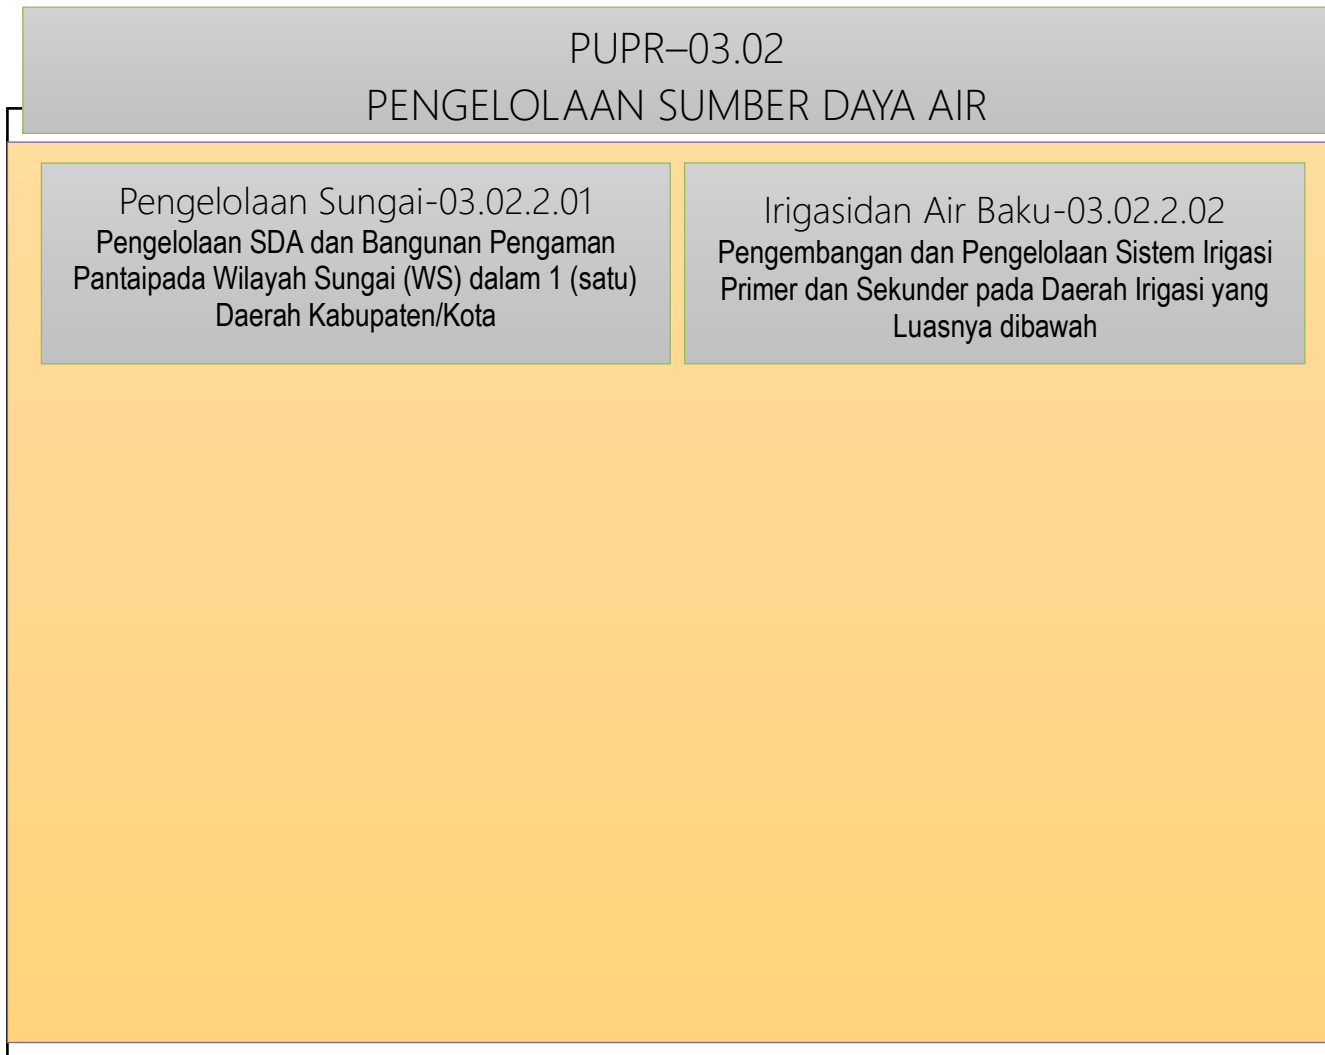 PUPR–03.02
PENGELOLAAN SUMBER DAYA AIR
Pengelolaan Sungai-03.02.2.01
Pengelolaan SDA dan Bangunan Pengaman
Pantaipada Wilayah Sungai (WS) dalam 1 (satu)
Daerah Kabupaten/Kota
Irigasidan Air Baku-03.02.2.02
Pengembangan dan Pengelolaan Sistem Irigasi
Primer dan Sekunder pada Daerah Irigasi yang
Luasnya dibawah